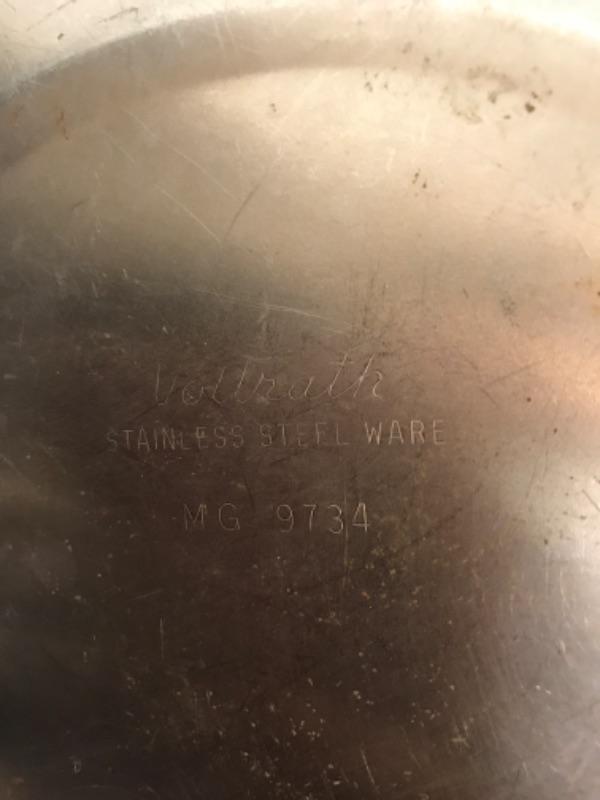 Vollrath
STAINLESS STEEL WARE
MG 9734